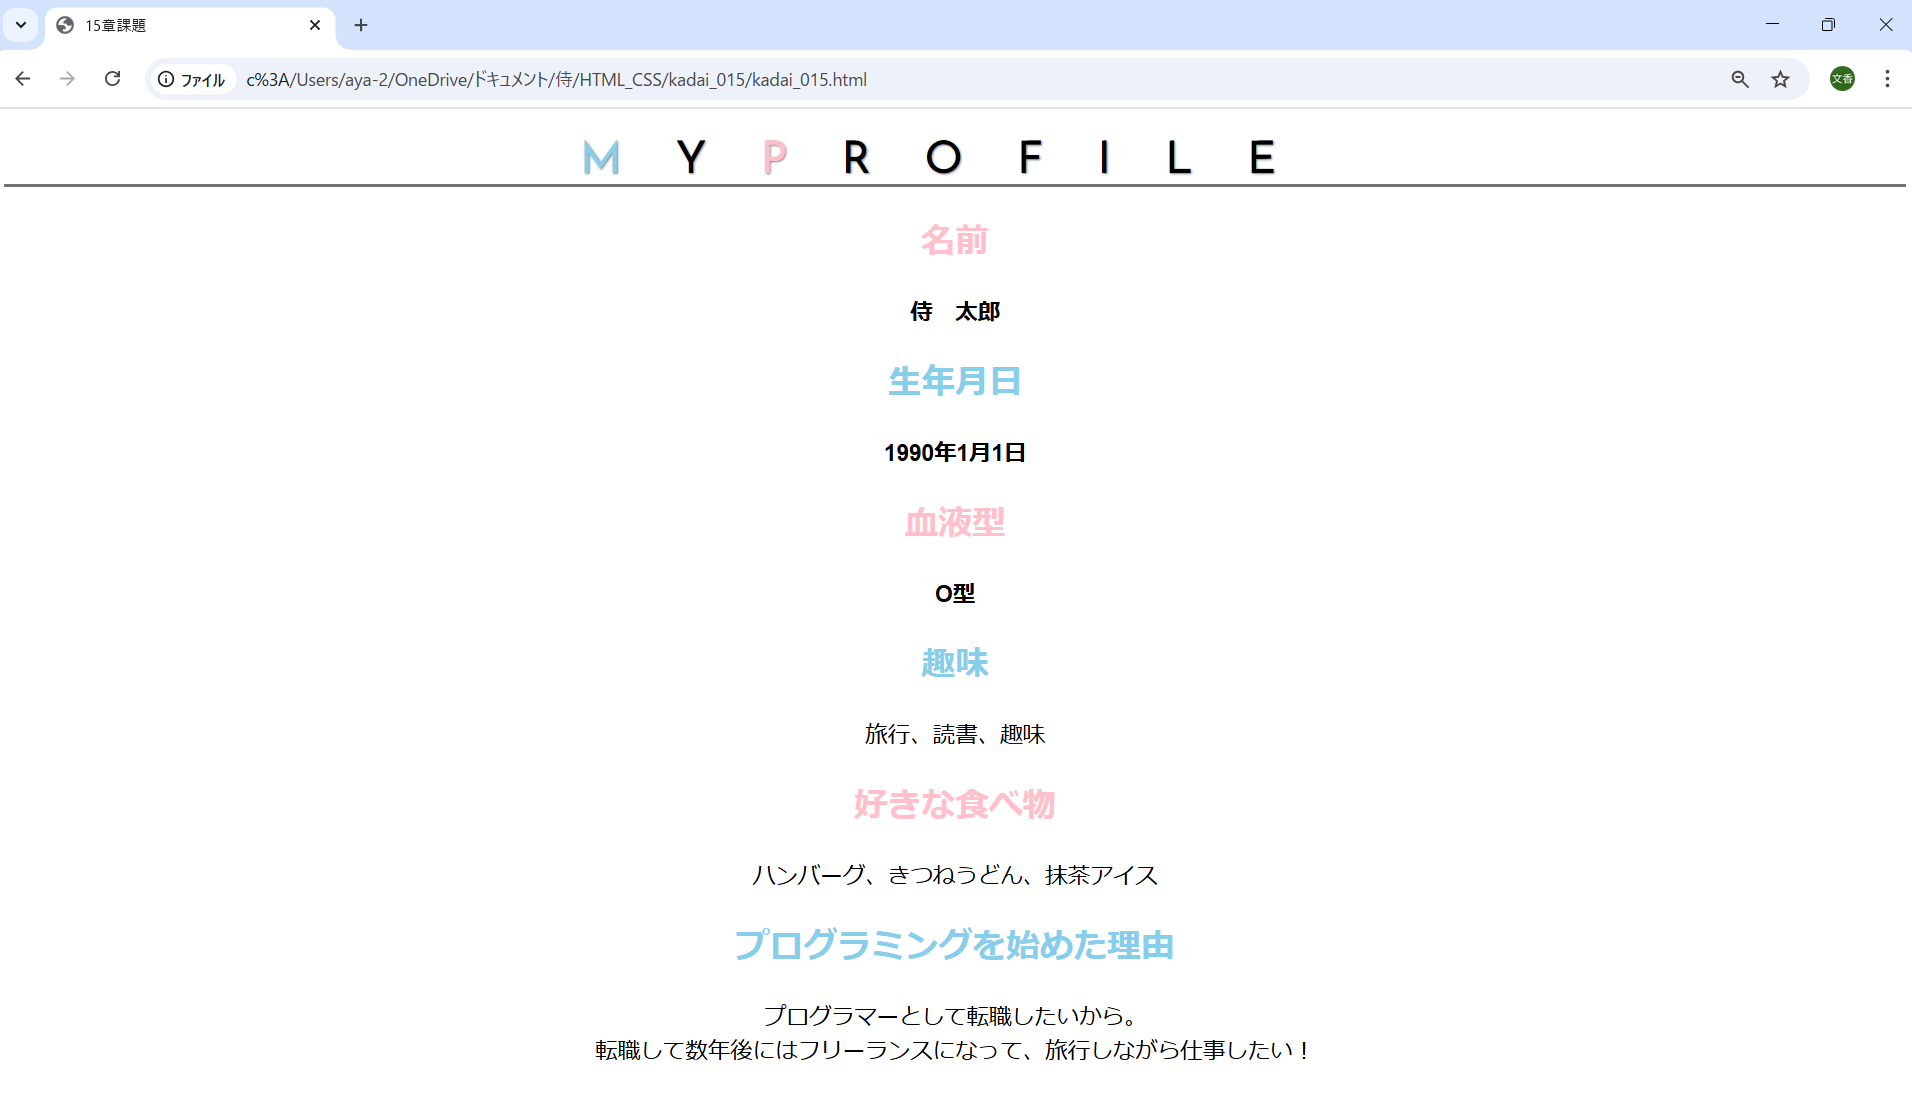 15章課題
ファイル c%3A/Users/aya-2/OneDrive/ドキュメント/侍/HTML_CSS/kadai_015/kadai_015.html
文香
M Y P R O F I L E
名前
侍　太郎
生年月日
1990年1月1日
血液型
O型
趣味
旅行、読書、趣味
好きな食べ物
ハンバーグ、きつねうどん、抹茶アイス
プログラミングを始めた理由
プログラマーとして転職したいから。
転職して数年後にはフリーランスになって、旅行しながら仕事したい！